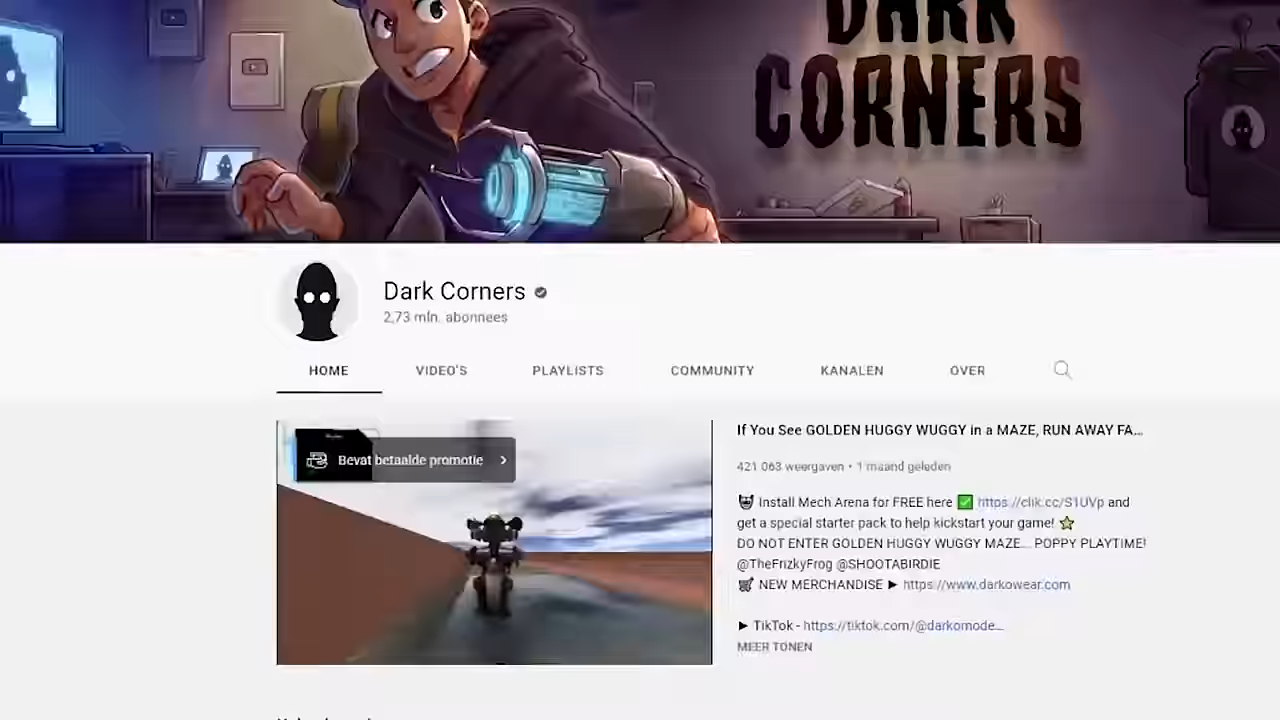 DARK
CORNERS
Dark Corners
2,73 mln. abonnees
HOME
VIDEO'S
PLAYLISTS
COMMUNITY
KANALEN
OVER
Bevat betaalde promotie
If You See GOLDEN HUGGY WUGGY in a MAZE, RUN AWAY FA...
421 063 weergaven • 1 maand geleden
Install Mech Arena for FREE here ✅ https://clik.cc/S1UVp and
get a special starter pack to help kickstart your game! ⭐
DO NOT ENTER GOLDEN HUGGY WUGGY MAZE... POPPY PLAYTIME!
@TheFrizkyFrog @SHOOTABIRDIE
NEW MERCHANDISE ► https://www.darkowear.com
► TikTok - https://tiktok.com/@darkomode...
MEER TONEN